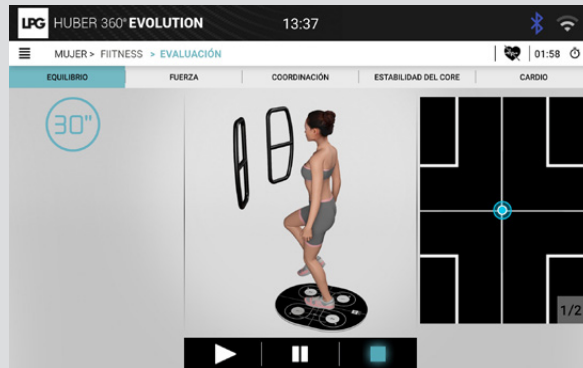 LPG HUBER 360° EVOLUTION 13:37
MUJER > FIITNESS > EVALUACIÓN 01:58
EQUILIBRIO FUERZA COORDINACIÓN ESTABILIDAD DEL CORE CARDIO
30"
1/2